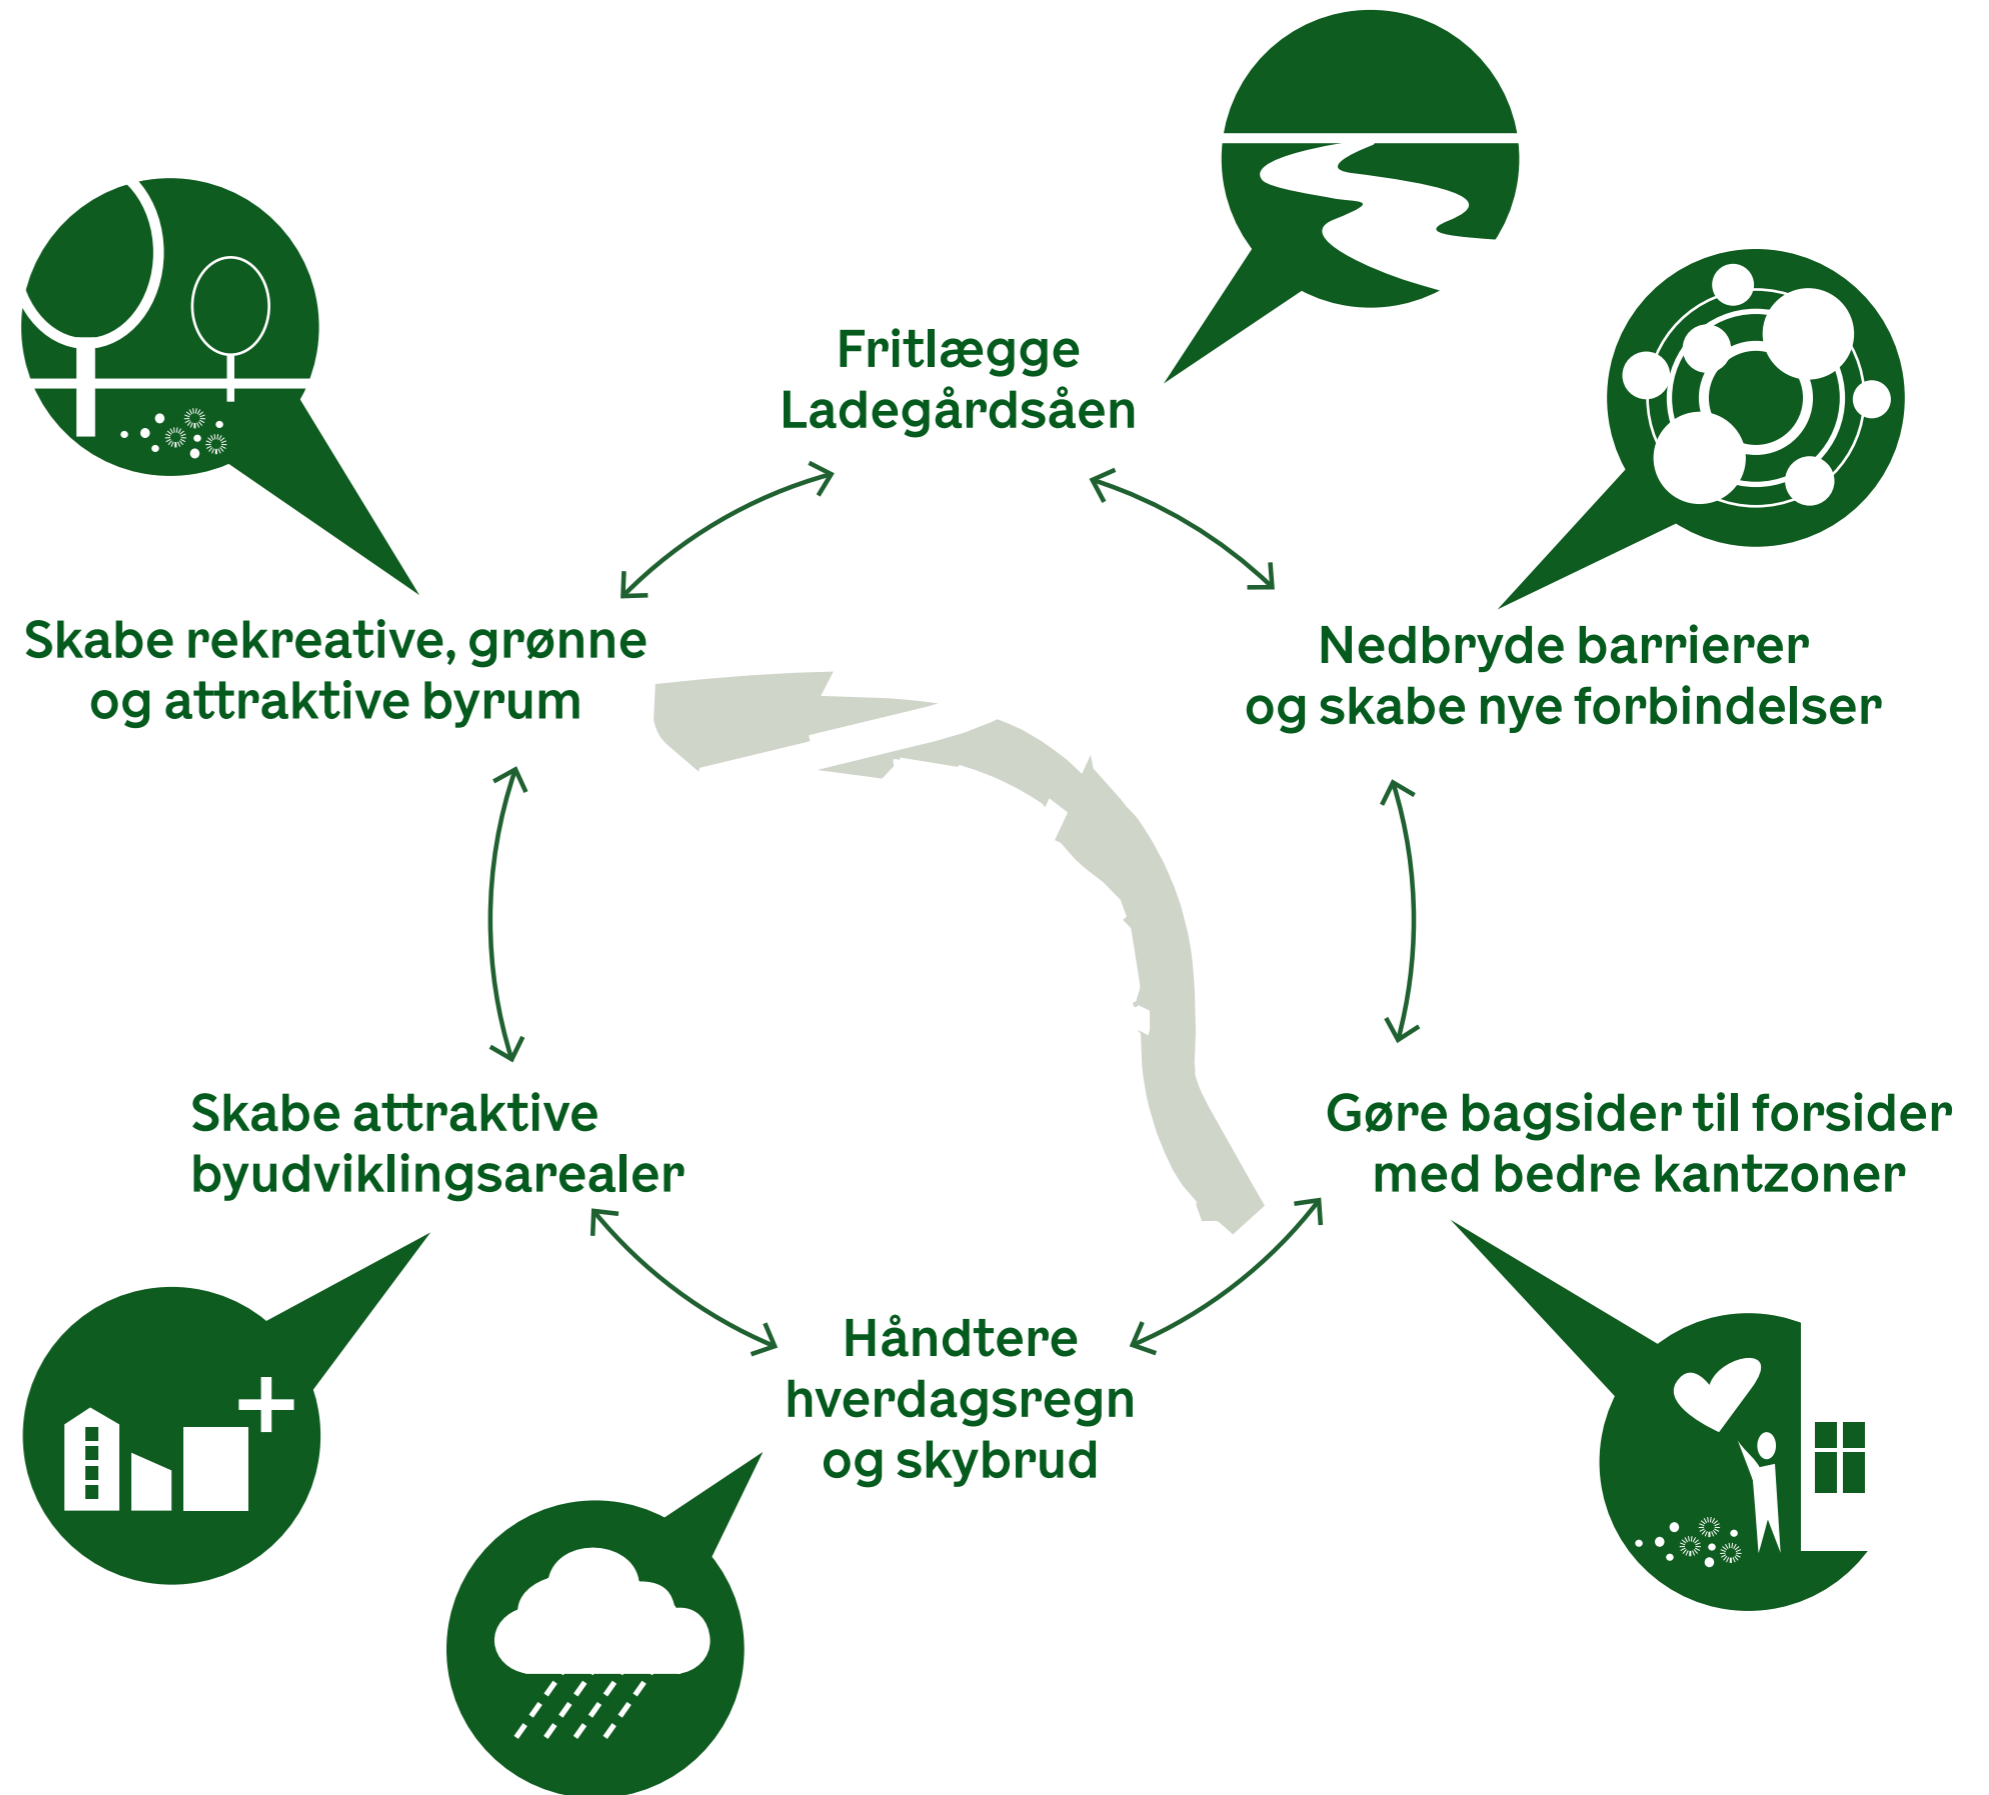 Fritlægge
Ladegårdsåen
Skabe rekreative, grønne
og attraktive byrum
Nedbryde barrierer
og skabe nye forbindelser
Skabe attraktive
byudviklingsarealer
Gøre bagsider til forsider
med bedre kantzoner
Håndtere
hverdagsregn
og skybrud